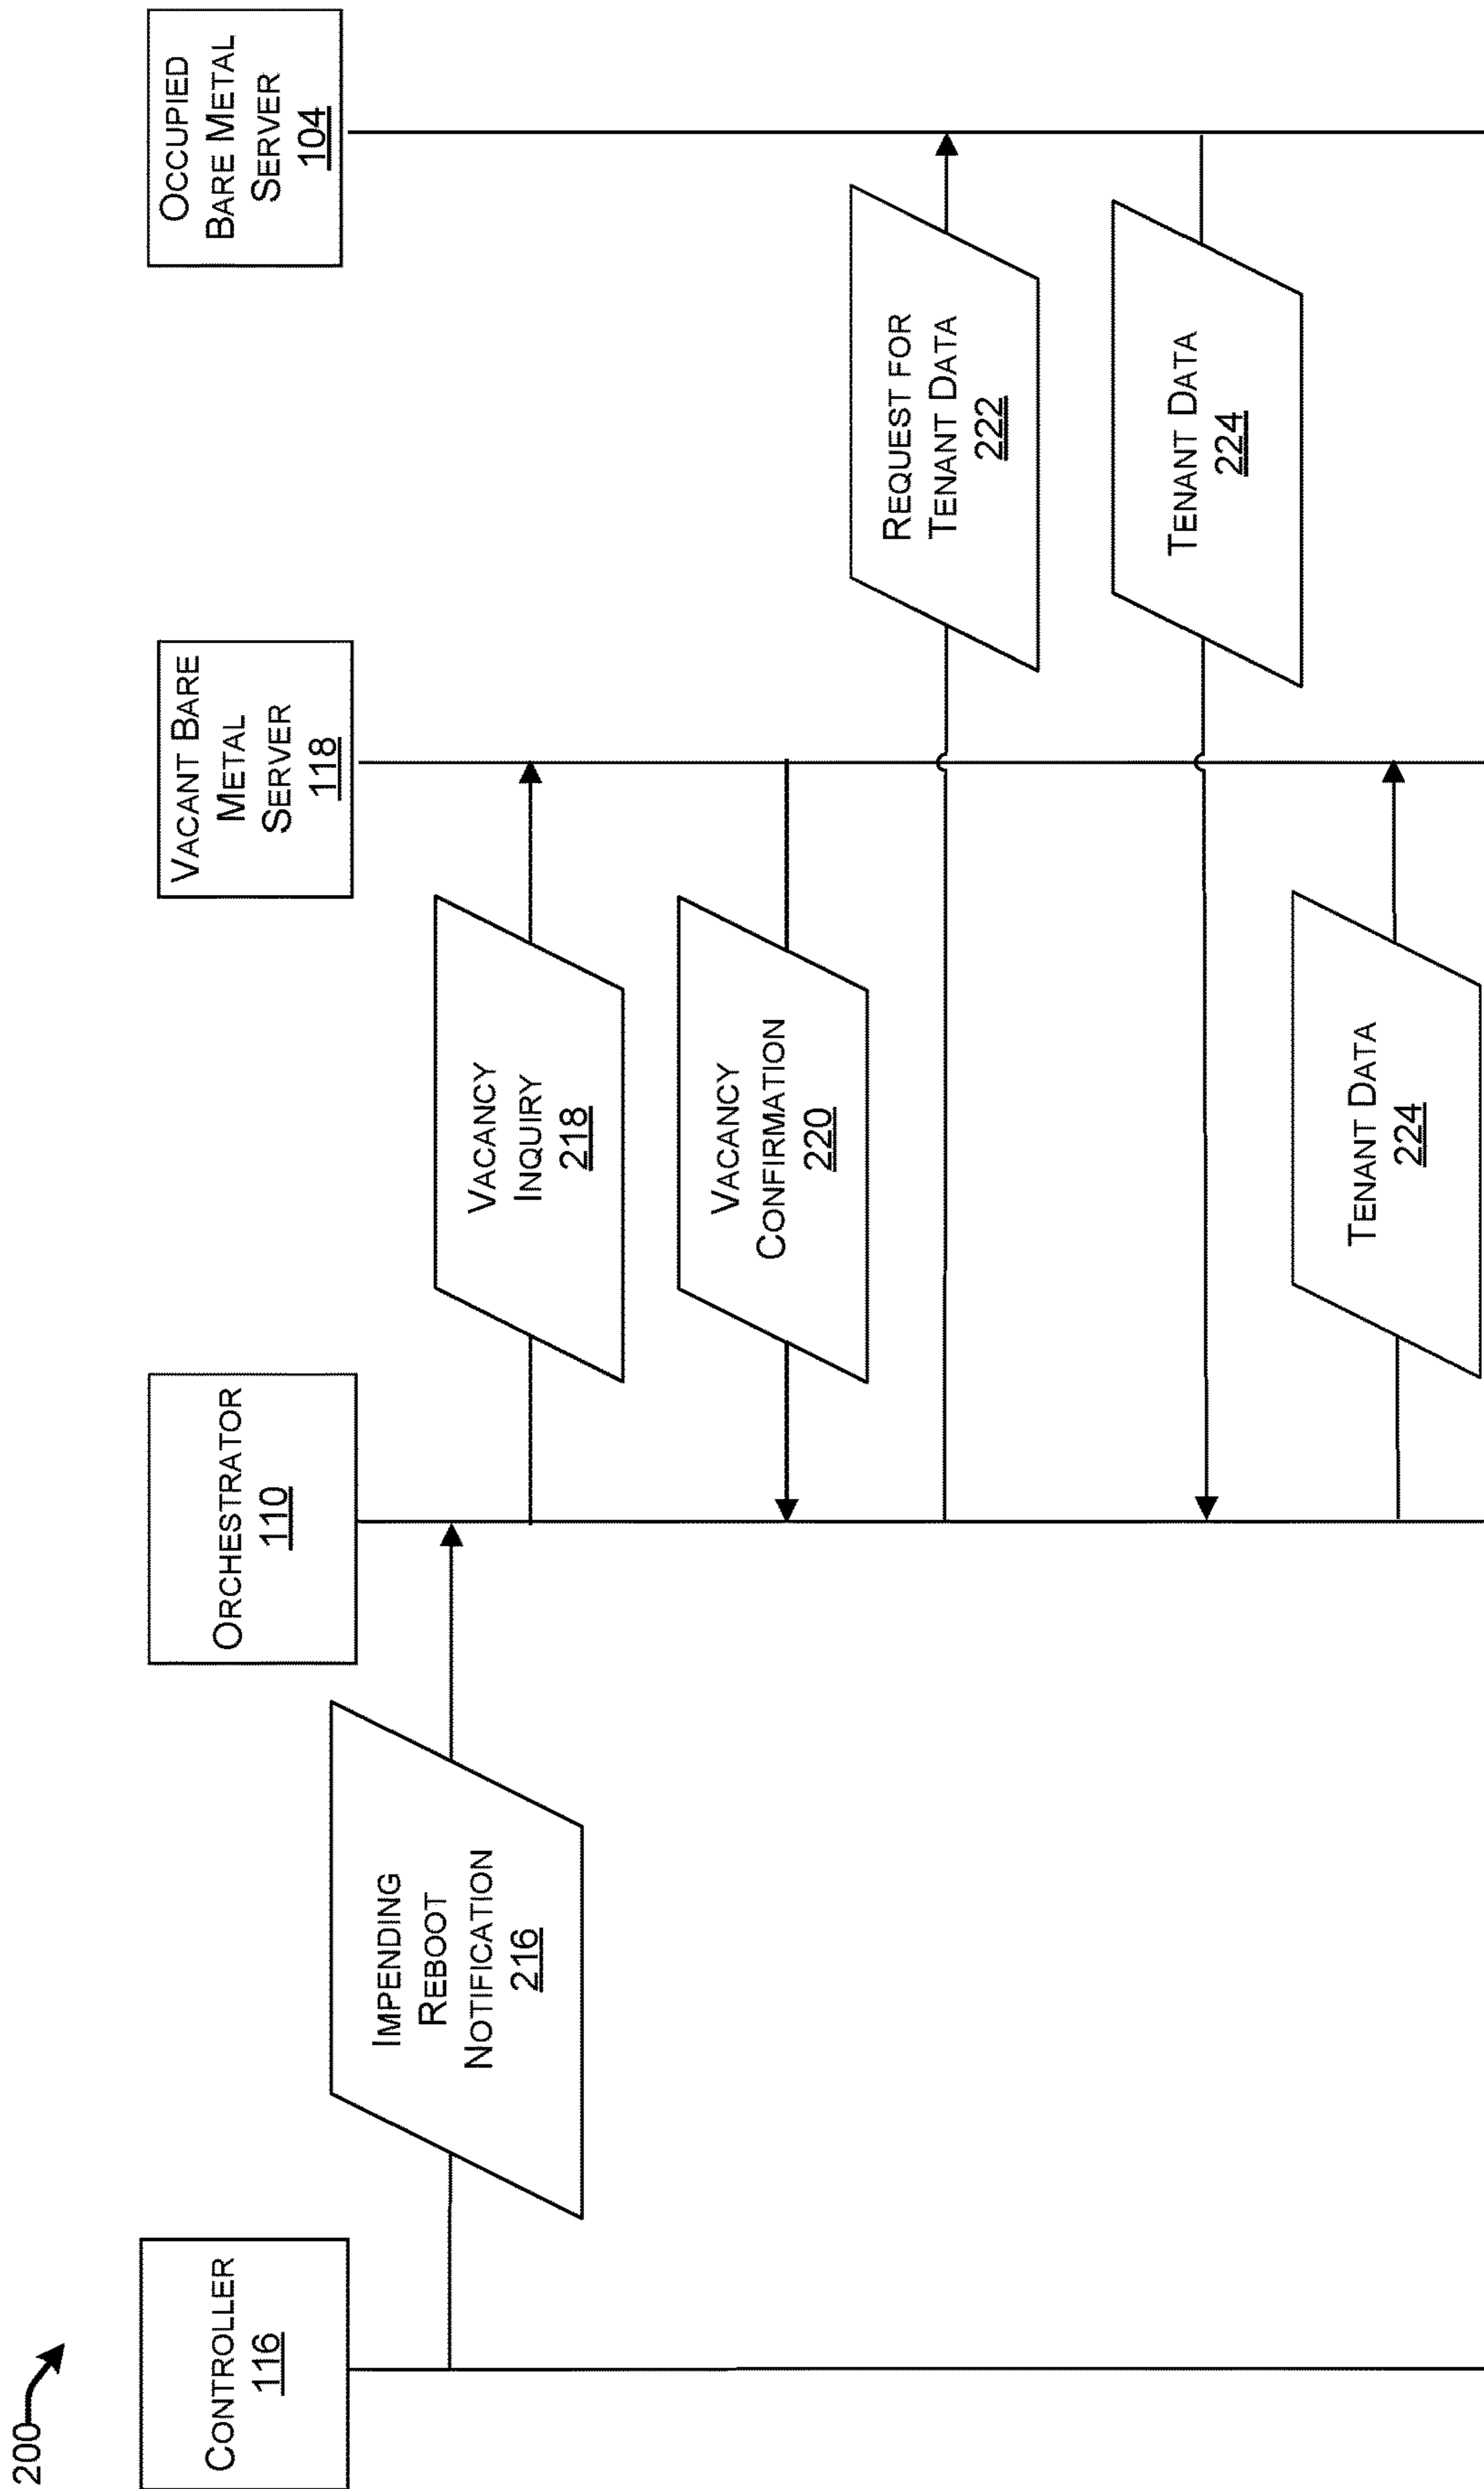 200
CONTROLLER
116
ORCHESTRATOR
110
VACANT BARE
METAL
SERVER
118
OCCUPIED
BARE METAL
SERVER
104
IMPENDING
REBOOT
NOTIFICATION
216
VACANCY
INQUIRY
218
VACANCY
CONFIRMATION
220
REQUEST FOR
TENANT DATA
222
TENANT DATA
224
TENANT DATA
224